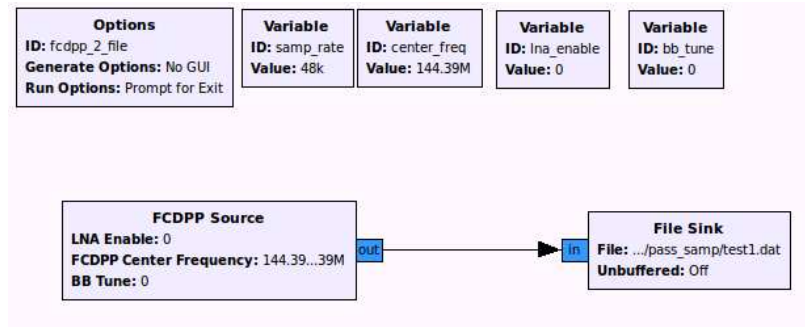 Options
ID: fcdpp_2_file
Generate Options: No GUI
Run Options: Prompt for Exit
Variable
ID: samp_rate
Value: 48k
Variable
ID: center_freq
Value: 144.39M
Variable
ID: lna_enable
Value: 0
Variable
ID: bb_tune
Value: 0
FCDPP Source
LNA Enable: 0
FCDPP Center Frequency: 144.39...39M
BB Tune: 0
out
in
File Sink
File: .../pass_samp/test1.dat
Unbuffered: Off